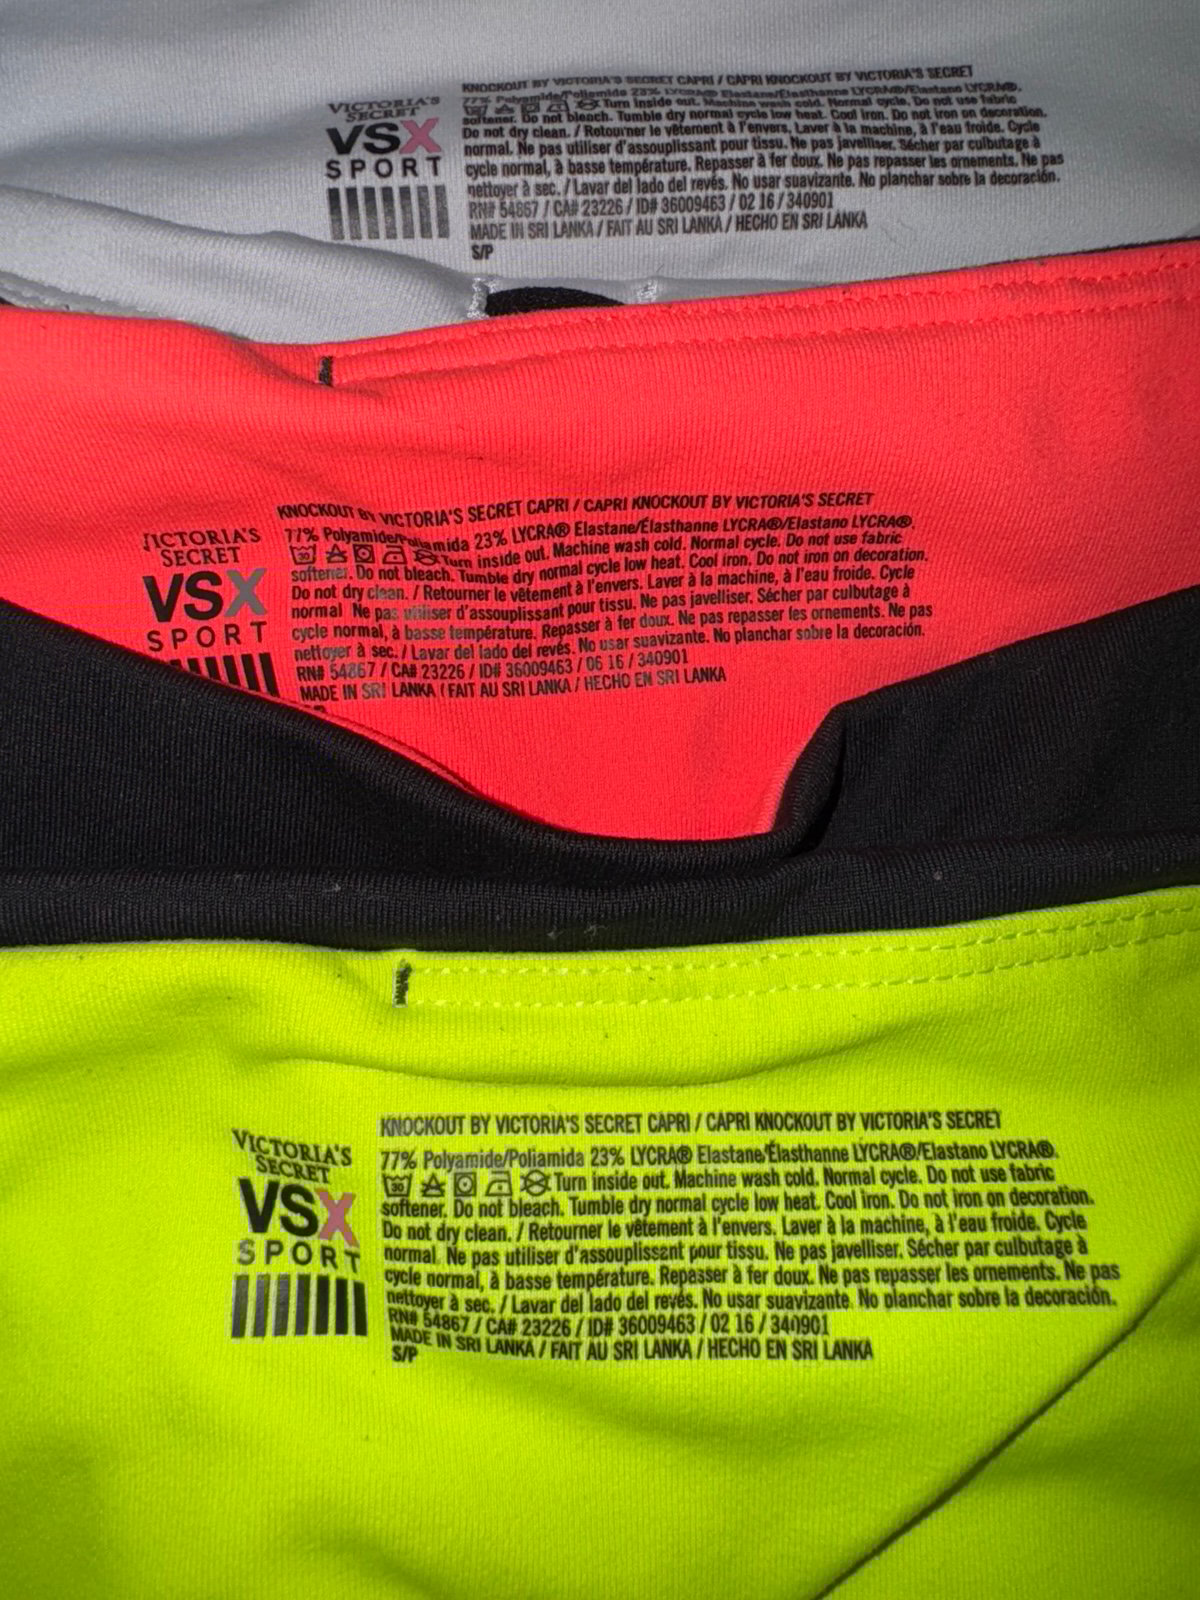 VICTORIA'S
SECRET
VSX
SPORT
KNOCKOUT BY VICTORIA'S SECRET CAPRI / CAPRI KNOCKOUT BY VICTORIA'S SECRET
77% Polyamide/Poliamida 23% LYCRA® Elastane/Élasthanne LYCRA®/Elastano LYCRA®.
Turn inside out. Machine wash cold. Normal cycle. Do not use fabric
softener. Do not bleach. Tumble dry normal cycle low heat. Cool iron. Do not iron on decoration.
Do not dry clean. / Retourner le vêtement à l'envers. Laver à la machine, à l'eau froide. Cycle
normal. Ne pas utiliser d'assouplissant pour tissu. Ne pas javelliser. Sécher par culbutage à
cycle normal, à basse température. Repasser à fer doux. Ne pas repasser les ornements. Ne pas
nettoyer à sec. / Lavar del lado del revés. No usar suavizante. No planchar sobre la decoración.
RN# 54867 / CA# 23226 / ID# 36009463 / 02 16 / 340901
MADE IN SRI LANKA / FAIT AU SRI LANKA / HECHO EN SRI LANKA
S/P
VICTORIA'S
SECRET
VSX
SPORT
KNOCKOUT BY VICTORIA'S SECRET CAPRI / CAPRI KNOCKOUT BY VICTORIA'S SECRET
77% Polyamide/Poliamida 23% LYCRA® Elastane/Élasthanne LYCRA®/Elastano LYCRA®.
30 Turn inside out. Machine wash cold. Normal cycle. Do not use fabric
softener. Do not bleach. Tumble dry normal cycle low heat. Cool iron. Do not iron on decoration.
Do not dry clean. / Retourner le vêtement à l'envers. Laver à la machine, à l'eau froide. Cycle
normal Ne pas utiliser d'assouplissant pour tissu. Ne pas javelliser. Sécher par culbutage à
cycle normal, à basse température. Repasser à fer doux. Ne pas repasser les ornements. Ne pas
nettoyer à sec. / Lavar del lado del revés. No usar suavizante. No planchar sobre la decoración.
RN# 54867 / CA# 23226 / ID# 36009463 / 06 16 / 340901
MADE IN SRI LANKA / FAIT AU SRI LANKA / HECHO EN SRI LANKA
VICTORIA'S
SECRET
VSX
SPORT
KNOCKOUT BY VICTORIA'S SECRET CAPRI / CAPRI KNOCKOUT BY VICTORIA'S SECRET
77% Polyamide/Poliamida 23% LYCRA® Elastane/Élasthanne LYCRA®/Elastano LYCRA®.
30 Turn inside out. Machine wash cold. Normal cycle. Do not use fabric
softener. Do not bleach. Tumble dry normal cycle low heat. Cool iron. Do not iron on decoration.
Do not dry clean. / Retourner le vêtement à l'envers. Laver à la machine, à l'eau froide. Cycle
normal. Ne pas utiliser d'assouplissant pour tissu. Ne pas javelliser. Sécher par culbutage à
cycle normal, à basse température. Repasser à fer doux. Ne pas repasser les ornements. Ne pas
nettoyer à sec. / Lavar del lado del revés. No usar suavizante. No planchar sobre la decoración.
RN# 54867 / CA# 23226 / ID# 36009463 / 02 16 / 340901
MADE IN SRI LANKA / FAIT AU SRI LANKA / HECHO EN SRI LANKA
S/P